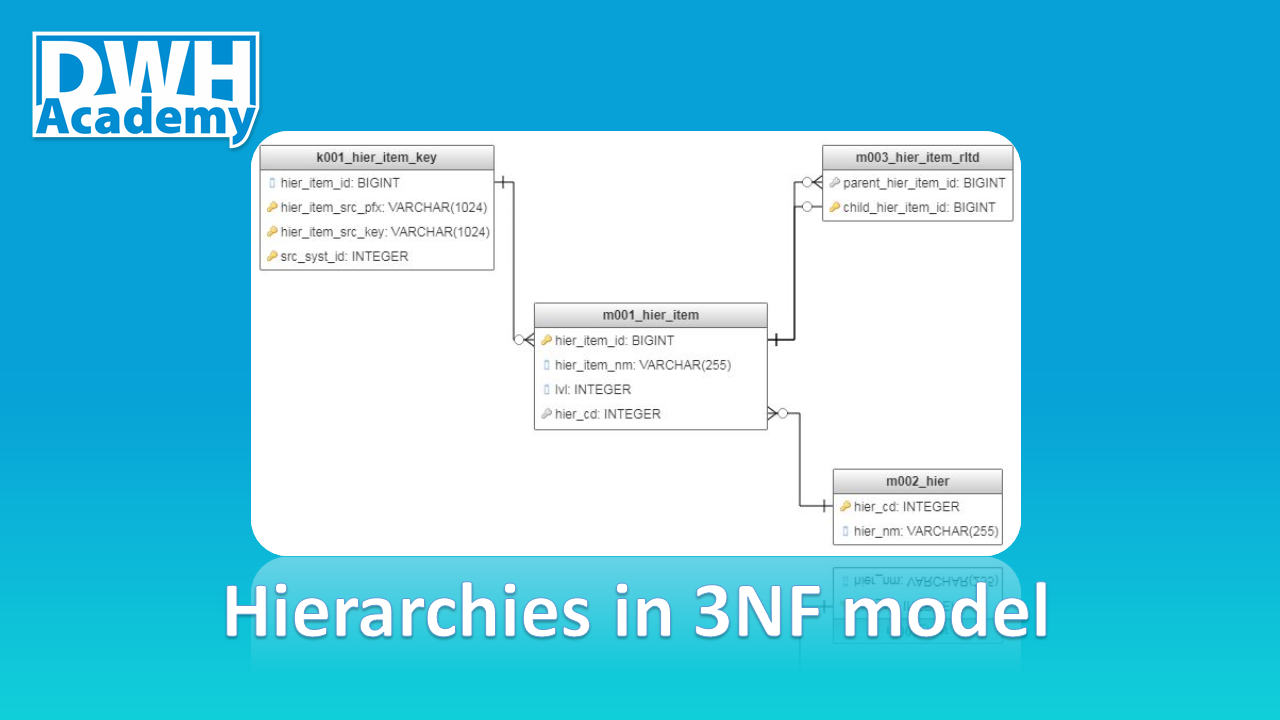 DWH
Academy
k001_hier_item_key
hier_item_id: BIGINT
hier_item_src_pfx: VARCHAR(1024)
hier_item_src_key: VARCHAR(1024)
src_syst_id: INTEGER
m003_hier_item_rltd
parent_hier_item_id: BIGINT
child_hier_item_id: BIGINT
m001_hier_item
hier_item_id: BIGINT
hier_item_nm: VARCHAR(255)
lvl: INTEGER
hier_cd: INTEGER
m002_hier
hier_cd: INTEGER
hier_nm: VARCHAR(255)
Hierarchies in 3NF model